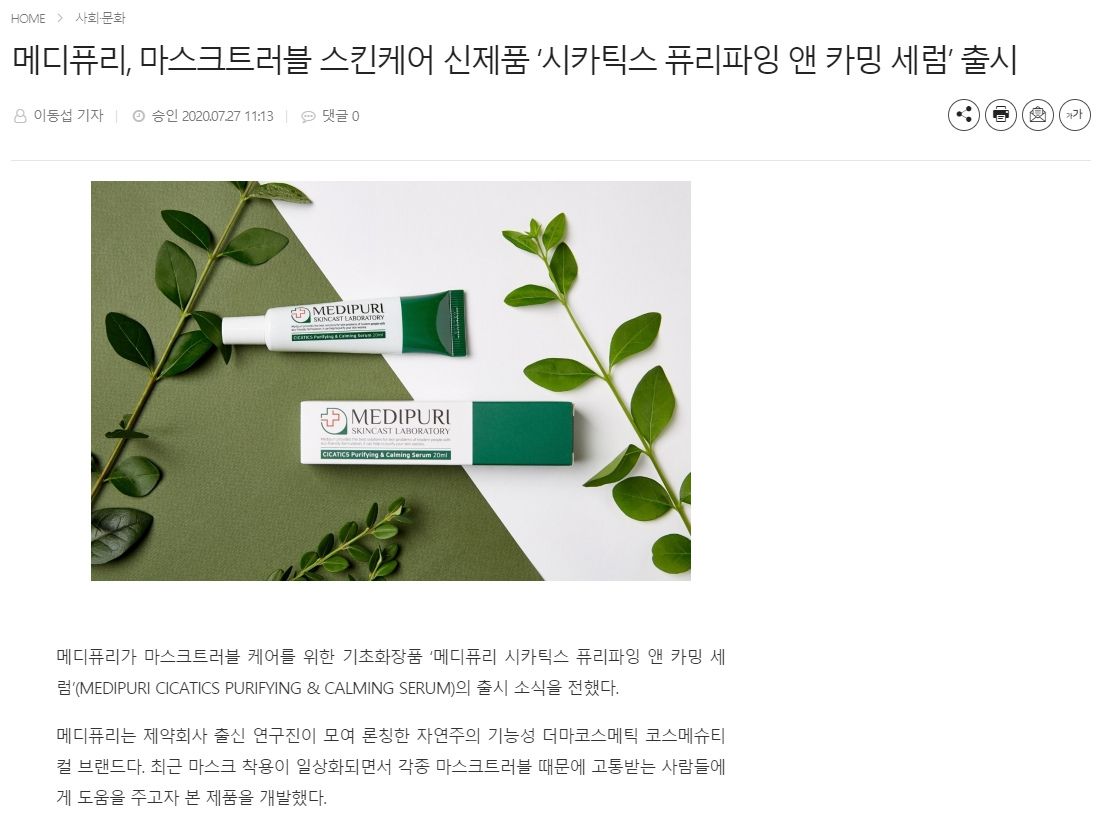 HOME > 사회·문화
메디퓨리, 마스크트러블 스킨케어 신제품 ‘시카틱스 퓨리파잉 앤 카밍 세럼’ 출시
이동섭 기자 | 승인 2020.07.27 11:13 | 댓글 0
가가
MEDIPURI
SKINCAST LABORATORY
CICATICS Purifying & Calming Serum 20ml
MEDIPURI
SKINCAST LABORATORY
CICATICS Purifying & Calming Serum 20ml
메디퓨리가 마스크트러블 케어를 위한 기초화장품 ‘메디퓨리 시카틱스 퓨리파잉 앤 카밍 세
럼’(MEDIPURI CICATICS PURIFYING & CALMING SERUM)의 출시 소식을 전했다.
메디퓨리는 제약회사 출신 연구진이 모여 론칭한 자연주의 기능성 더마코스메틱 코스메슈티
컬 브랜드다. 최근 마스크 착용이 일상화되면서 각종 마스크트러블 때문에 고통받는 사람들에
게 도움을 주고자 본 제품을 개발했다.